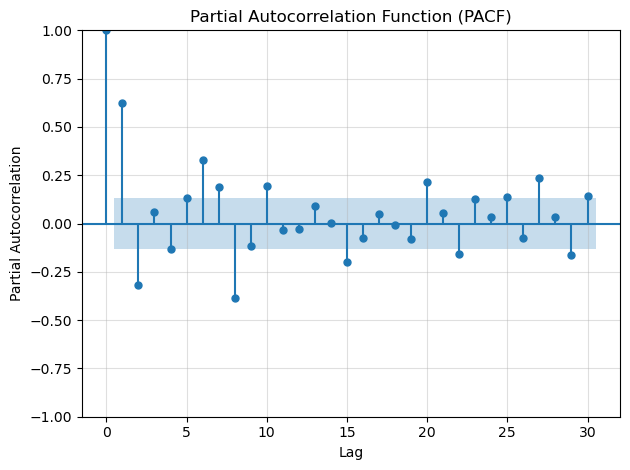 Partial Autocorrelation Function (PACF)
1.00
0.75
0.50
0.25
0.00
−0.25
−0.50
−0.75
−1.00
Partial Autocorrelation
0 5 10 15 20 25 30
Lag